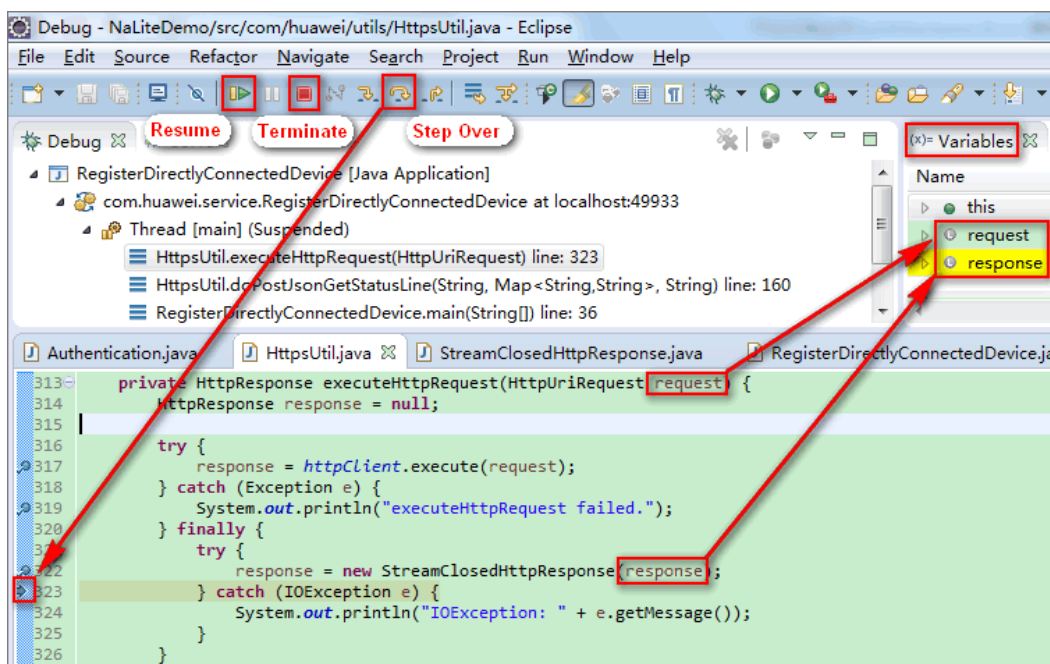 Debug - NaLiteDemo/src/com/huawei/utils/HttpsUtil.java - Eclipse
File Edit Source Refactor Navigate Search Project Run Window Help
Resume Terminate Step Over
Debug
(x)= Variables
RegisterDirectlyConnectedDevice [Java Application]
Name
com.huawei.service.RegisterDirectlyConnectedDevice at localhost:49933
this
Thread [main] (Suspended)
request
HttpsUtil.executeHttpRequest(HttpUriRequest) line: 323
response
HttpsUtil.doPostJsonGetStatusLine(String, Map<String,String>, String) line: 160
RegisterDirectlyConnectedDevice.main(String[]) line: 36
Authentication.java HttpsUtil.java StreamClosedHttpResponse.java RegisterDirectlyConnectedDevice.ja
313 private HttpResponse executeHttpRequest(HttpUriRequest request) {
314 HttpResponse response = null;
315
316 try {
317 response = httpClient.execute(request);
318 } catch (Exception e) {
319 System.out.println("executeHttpRequest failed.");
320 } finally {
try {
322 response = new StreamClosedHttpResponse(response);
323 } catch (IOException e) {
324 System.out.println("IOException: " + e.getMessage());
325 }
326 }